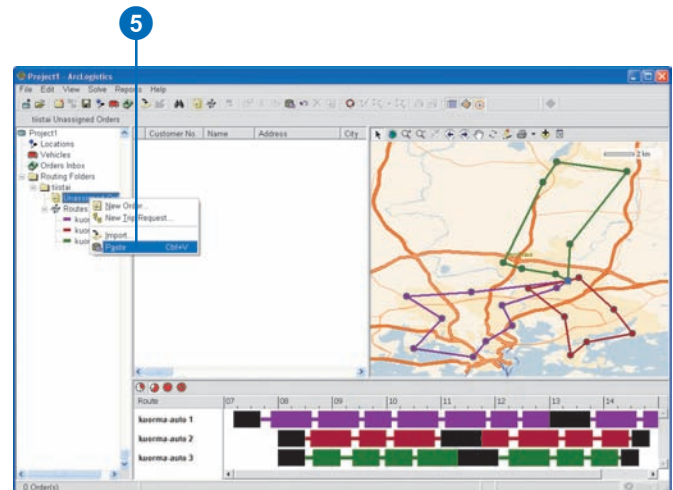 5
Project1 - ArcLogistics
File Edit View Solve Reports Help
tiistai Unassigned Orders
Project1
Locations
Vehicles
Orders Inbox
Routing Folders
tiistai
Unassigned
Routes
Customer No. Name Address City
2 km
New Order...
New Trip Request...
Import...
Paste Ctrl+V
Route 07 08 09 10 11 12 13 14
kuorma-auto 1
kuorma-auto 2
kuorma-auto 3
0 Order(s)